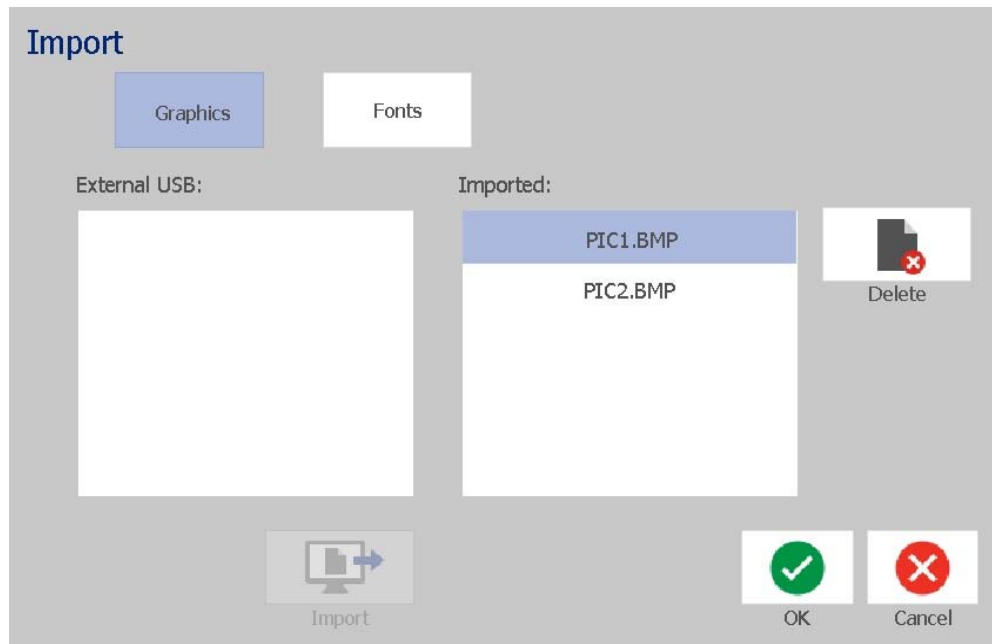 Import
Graphics
Fonts
External USB:
Imported:
PIC1.BMP
PIC2.BMP
Delete
Import
OK
Cancel